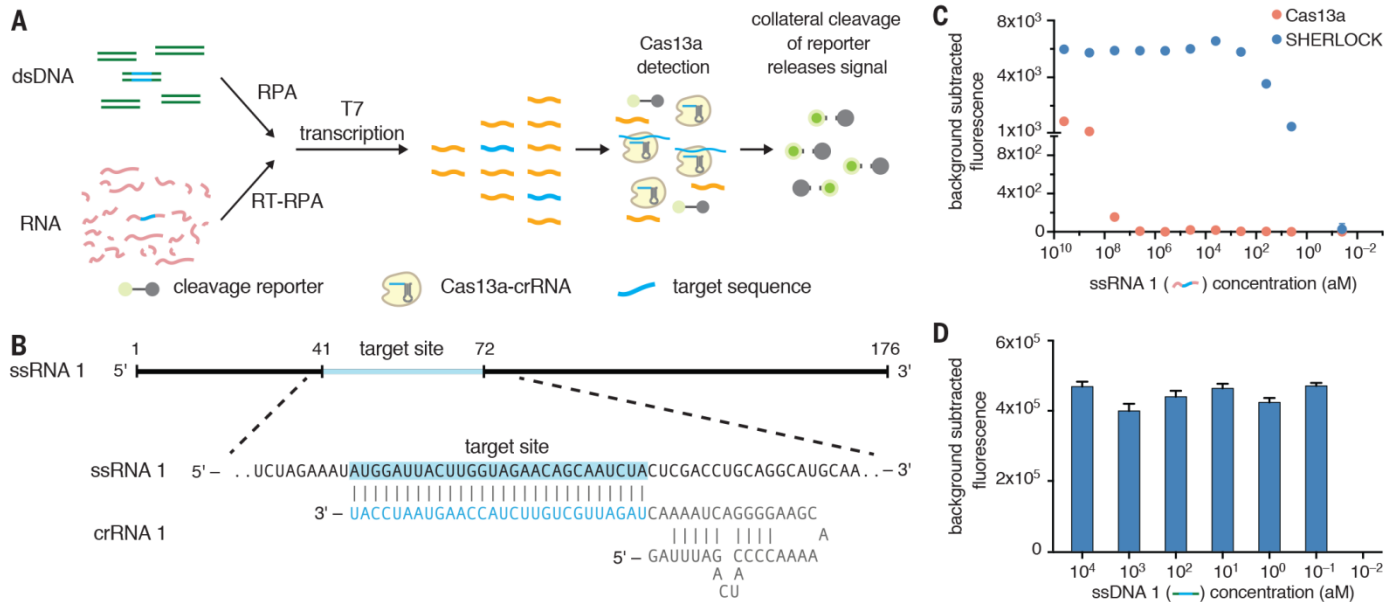 A
dsDNA
RNA
RPA
RT-RPA
T7
transcription
Cas13a
detection
collateral cleavage
of reporter
releases signal
cleavage reporter
Cas13a-crRNA
target sequence
B
1
41
target site
72
176
ssRNA 1
5'
3'
target site
ssRNA 1
5' – ..UCUAGAAAUAUGGAUUACUUGGUAGAACAGCAAUCUACUCGACCUGCAGGCAUGCAA..– 3'
crRNA 1
3' – UACCUAAUGAACCAUCUUGUCGUUAGAUCAAAAUCAGGGGAAGC
A
5' – GAUUUAG CCCCAAAA
A A
CU
C
Cas13a
SHERLOCK
background subtracted
fluorescence
8x10³
4x10³
1x10³
8x10²
4x10²
0
10¹⁰ 10⁸ 10⁶ 10⁴ 10² 10⁰ 10⁻²
ssRNA 1 ( ) concentration (aM)
D
background subtracted
fluorescence
6x10⁵
4x10⁵
2x10⁵
0
10⁴ 10³ 10² 10¹ 10⁰ 10⁻¹ 10⁻²
ssDNA 1 ( ) concentration (aM)